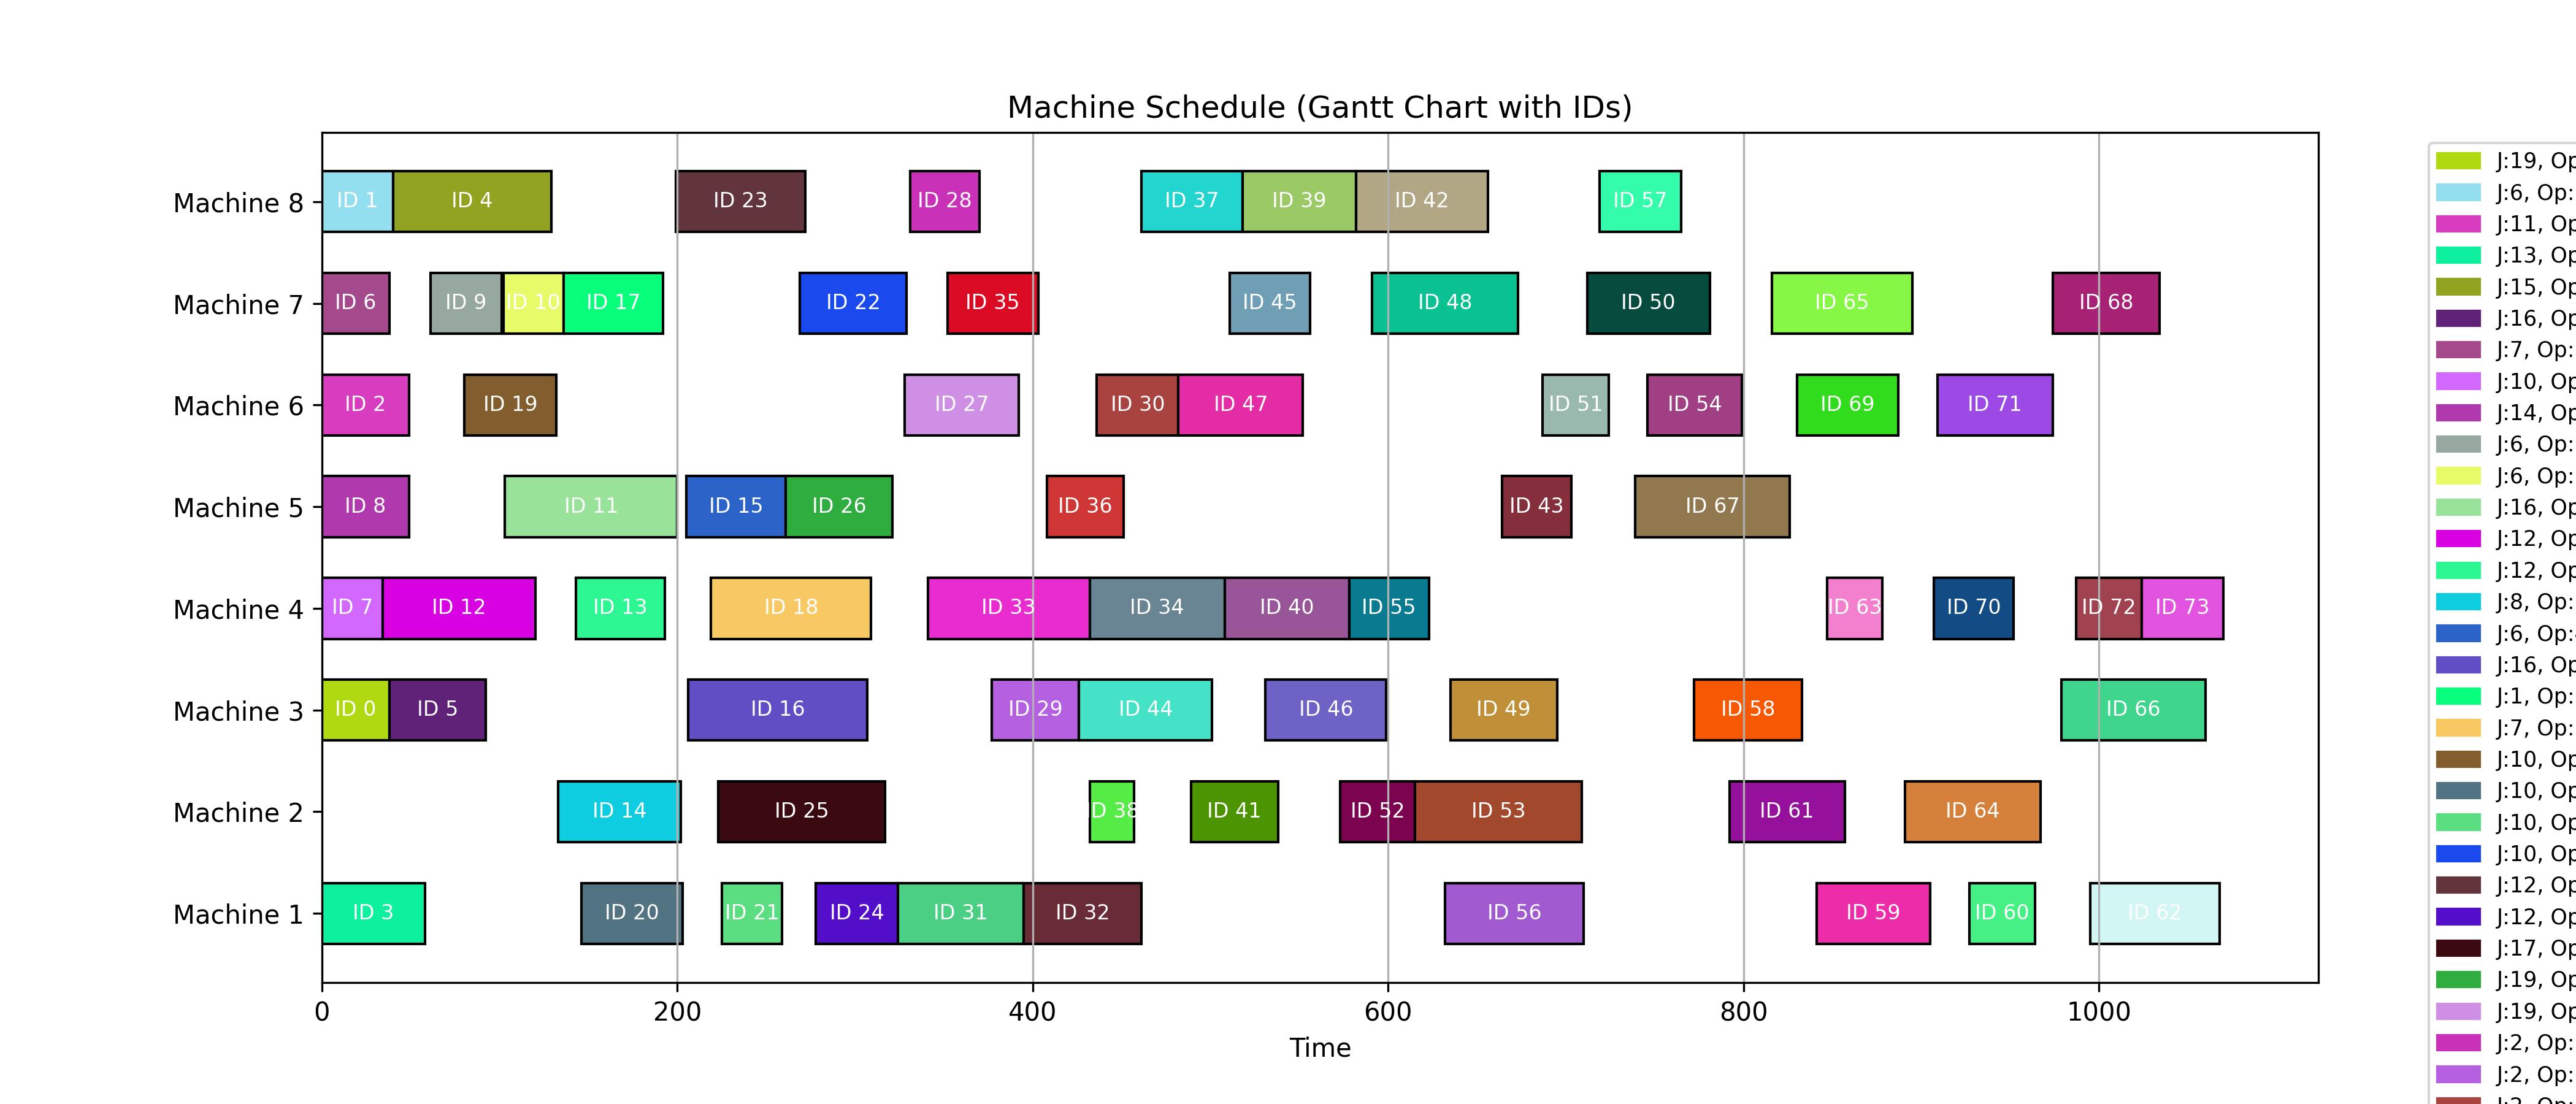 Machine Schedule (Gantt Chart with IDs)
Machine 8
ID 1 ID 4 ID 23 ID 28 ID 37 ID 39 ID 42 ID 57
Machine 7
ID 6 ID 9 ID 10 ID 17 ID 22 ID 35 ID 45 ID 48 ID 50 ID 65 ID 68
Machine 6
ID 2 ID 19 ID 27 ID 30 ID 47 ID 51 ID 54 ID 69 ID 71
Machine 5
ID 8 ID 11 ID 15 ID 26 ID 36 ID 43 ID 67
Machine 4
ID 7 ID 12 ID 13 ID 18 ID 33 ID 34 ID 40 ID 55 ID 63 ID 70 ID 72 ID 73
Machine 3
ID 0 ID 5 ID 16 ID 29 ID 44 ID 46 ID 49 ID 58 ID 66
Machine 2
ID 14 ID 25 ID 38 ID 41 ID 52 ID 53 ID 61 ID 64
Machine 1
ID 3 ID 20 ID 21 ID 24 ID 31 ID 32 ID 56 ID 59 ID 60 ID 62
0 200 400 600 800 1000
Time
J:19, Op
J:6, Op:
J:11, Op
J:13, Op
J:15, Op
J:16, Op
J:7, Op:
J:10, Op
J:14, Op
J:6, Op:
J:6, Op:
J:16, Op
J:12, Op
J:12, Op
J:8, Op:
J:6, Op:
J:16, Op
J:1, Op:
J:7, Op:
J:10, Op
J:10, Op
J:10, Op
J:10, Op
J:12, Op
J:12, Op
J:17, Op
J:19, Op
J:19, Op
J:2, Op:
J:2, Op: